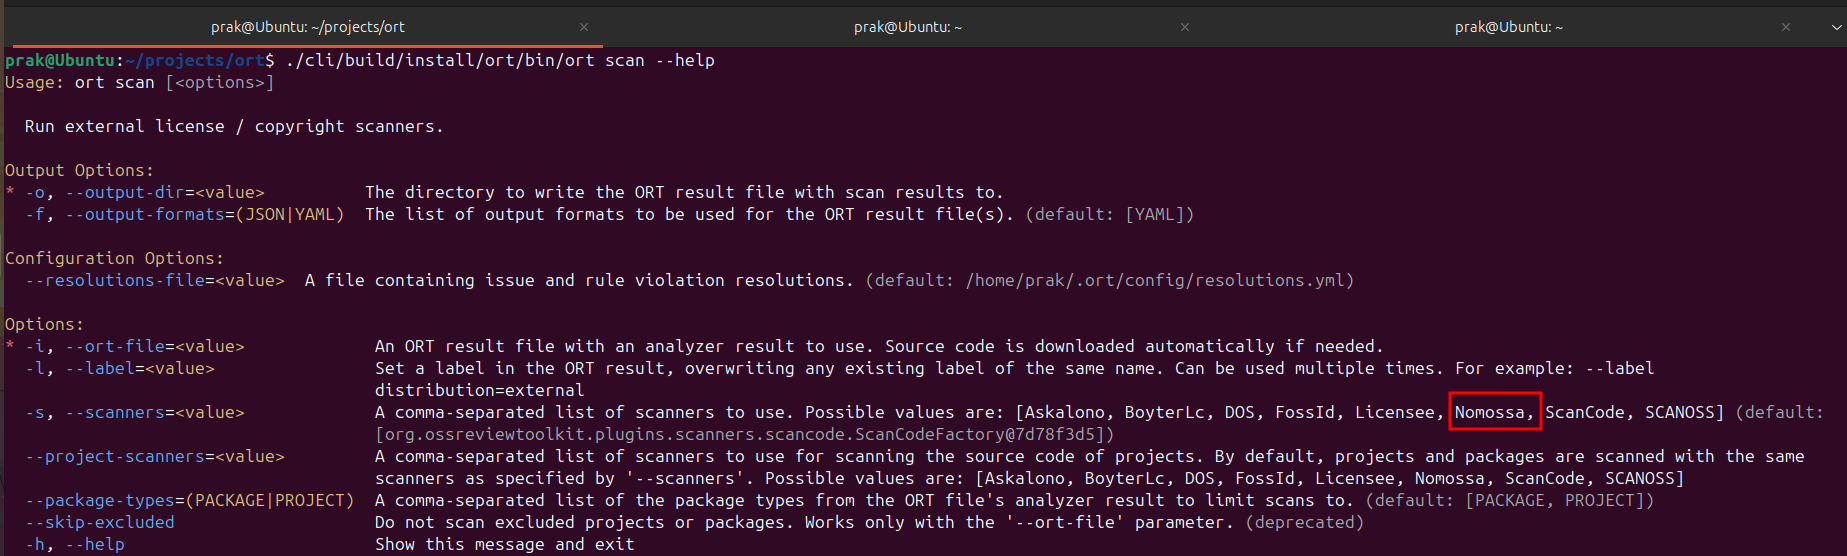 prak@Ubuntu: ~/projects/ort
prak@Ubuntu: ~
prak@Ubuntu: ~
prak@Ubuntu:~/projects/ort$ ./cli/build/install/ort/bin/ort scan --help
Usage: ort scan [<options>]
Run external license / copyright scanners.
Output Options:
* -o, --output-dir=<value>          The directory to write the ORT result file with scan results to.
  -f, --output-formats=(JSON|YAML)  The list of output formats to be used for the ORT result file(s). (default: [YAML])
Configuration Options:
  --resolutions-file=<value>  A file containing issue and rule violation resolutions. (default: /home/prak/.ort/config/resolutions.yml)
Options:
* -i, --ort-file=<value>             An ORT result file with an analyzer result to use. Source code is downloaded automatically if needed.
  -l, --label=<value>                Set a label in the ORT result, overwriting any existing label of the same name. Can be used multiple times. For example: --label
                                     distribution=external
  -s, --scanners=<value>             A comma-separated list of scanners to use. Possible values are: [Askalono, BoyterLc, DOS, FossId, Licensee, Nomossa, ScanCode, SCANOSS] (default:
                                     [org.ossreviewtoolkit.plugins.scanners.scancode.ScanCodeFactory@7d78f3d5])
  --project-scanners=<value>         A comma-separated list of scanners to use for scanning the source code of projects. By default, projects and packages are scanned with the same
                                     scanners as specified by '--scanners'. Possible values are: [Askalono, BoyterLc, DOS, FossId, Licensee, Nomossa, ScanCode, SCANOSS]
  --package-types=(PACKAGE|PROJECT)  A comma-separated list of the package types from the ORT file's analyzer result to limit scans to. (default: [PACKAGE, PROJECT])
  --skip-excluded                    Do not scan excluded projects or packages. Works only with the '--ort-file' parameter. (deprecated)
  -h, --help                         Show this message and exit